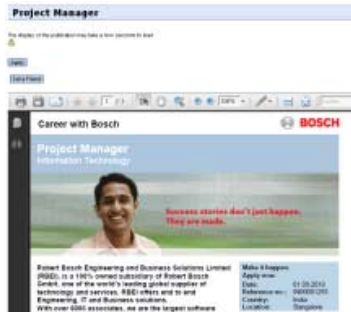 Project Manager
The display of the publication may take a few seconds to load
Career with Bosch
BOSCH
Project Manager
Information Technology
Success stories don't just happen.
They are made.
Robert Bosch Engineering and Business Solutions Limited
(RBEI), is a 100% owned subsidiary of Robert Bosch
GmbH, one of the world's leading global supplier of
technology and services. RBEI offers end to end
Engineering, IT and Business solutions.
With over 6000 associates, we are the largest software
Make it happen
Apply now
Date:
Reference no.:
Country: India
Location: Bangalore